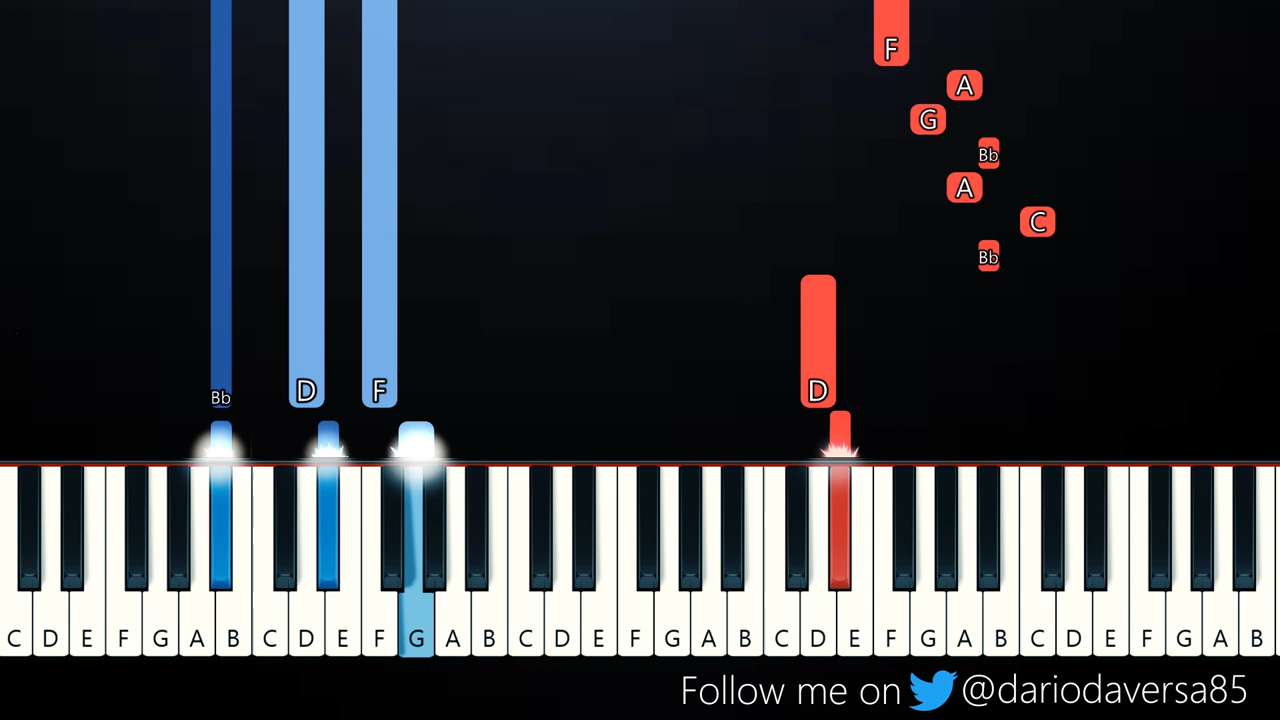 F
A
G
Bb
A
C
Bb
Bb D F D
C D E F G A B C D E F G A B C D E F G A B C D E F G A B C D E F G A B
Follow me on @dariodaversa85